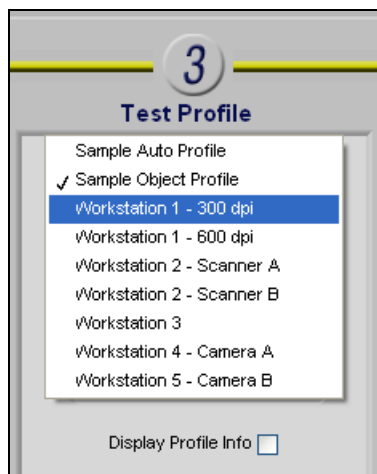 3
Test Profile
Sample Auto Profile
Sample Object Profile
Workstation 1 - 300 dpi
Workstation 1 - 600 dpi
Workstation 2 - Scanner A
Workstation 2 - Scanner B
Workstation 3
Workstation 4 - Camera A
Workstation 5 - Camera B
Display Profile Info